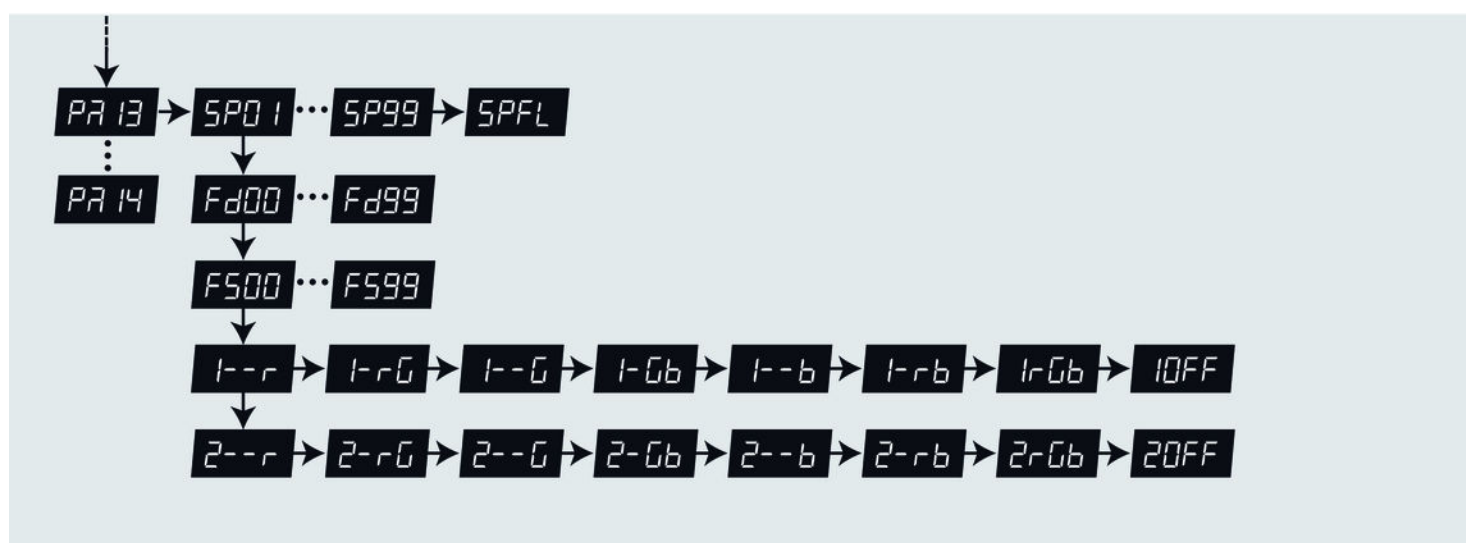 PA13 SP01 ... SP99 SPFL
PA14 Fd00 ... Fd99
FS00 ... FS99
1--r 1-rG 1--G 1-Gb 1--b 1-rb 1rGb 1OFF
2--r 2-rG 2--G 2-Gb 2--b 2-rb 2rGb 2OFF